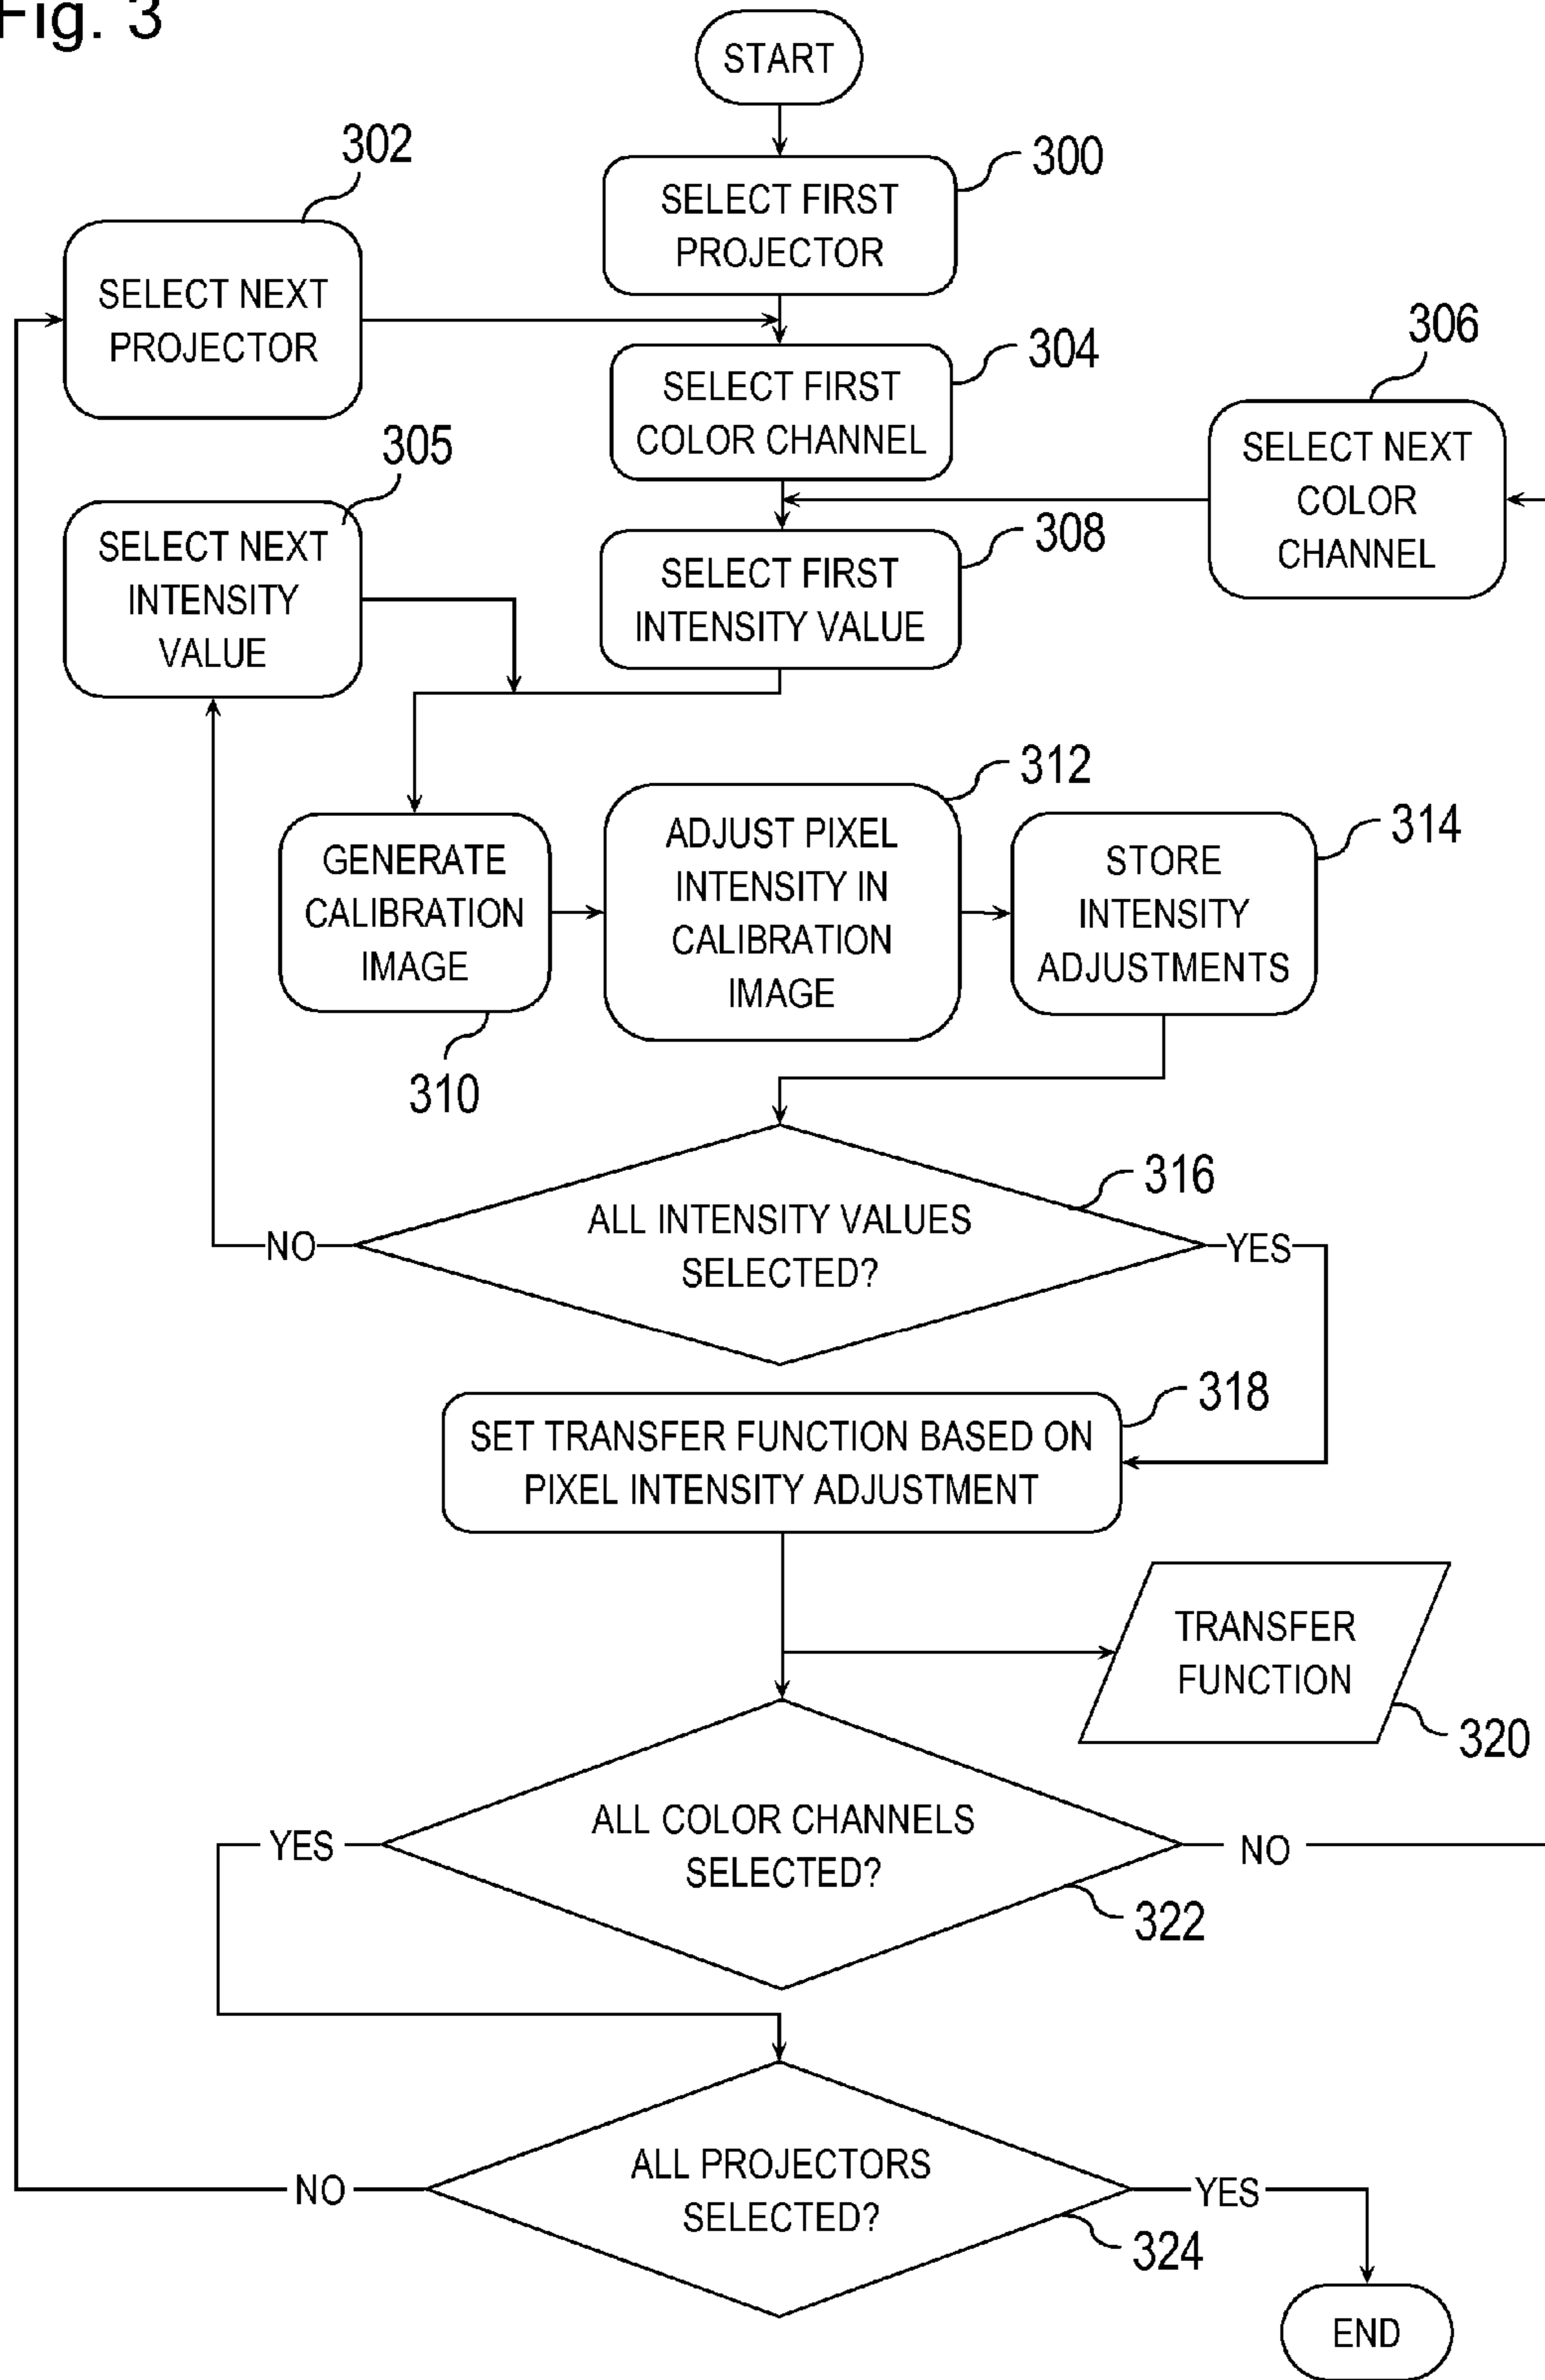 Fig. 3
START
300
SELECT FIRST
PROJECTOR
302
SELECT NEXT
PROJECTOR
304
SELECT FIRST
COLOR CHANNEL
306
SELECT NEXT
COLOR
CHANNEL
305
SELECT NEXT
INTENSITY
VALUE
308
SELECT FIRST
INTENSITY VALUE
GENERATE
CALIBRATION
IMAGE
310
312
ADJUST PIXEL
INTENSITY IN
CALIBRATION
IMAGE
314
STORE
INTENSITY
ADJUSTMENTS
316
ALL INTENSITY VALUES
SELECTED?
NO
YES
318
SET TRANSFER FUNCTION BASED ON
PIXEL INTENSITY ADJUSTMENT
TRANSFER
FUNCTION
320
ALL COLOR CHANNELS
SELECTED?
YES
NO
322
ALL PROJECTORS
SELECTED?
NO
YES
324
END